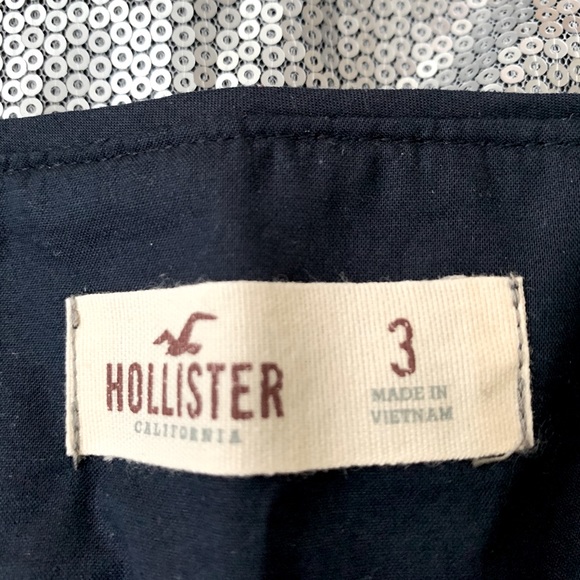 HOLLISTER
CALIFORNIA
3
MADE IN
VIETNAM